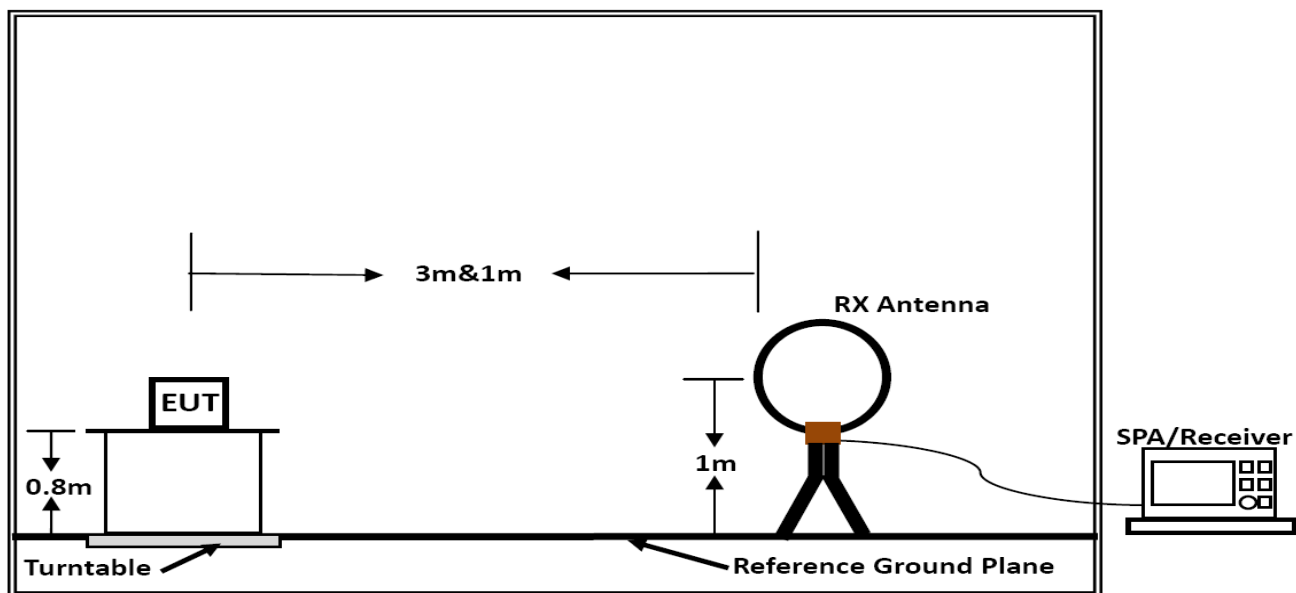 3m&1m
RX Antenna
EUT
1m
SPA/Receiver
0.8m
Turntable
Reference Ground Plane